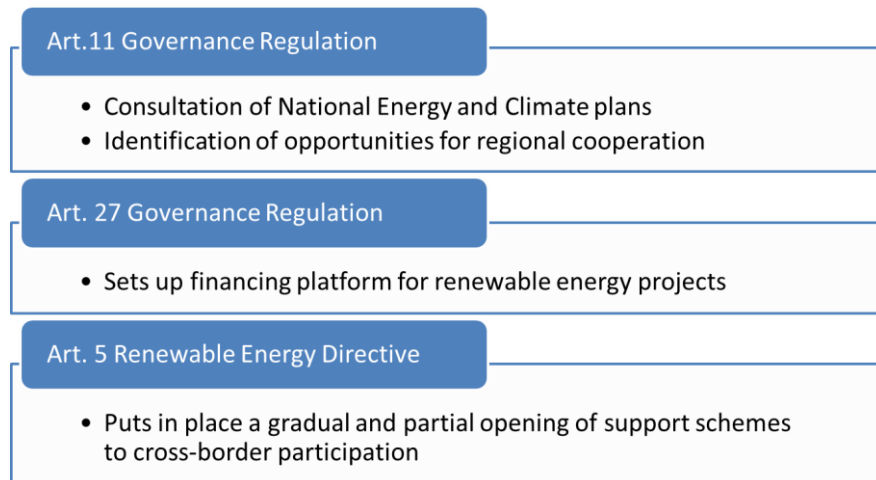 Art.11 Governance Regulation
• Consultation of National Energy and Climate plans
• Identification of opportunities for regional cooperation
Art. 27 Governance Regulation
• Sets up financing platform for renewable energy projects
Art. 5 Renewable Energy Directive
• Puts in place a gradual and partial opening of support schemes
to cross-border participation